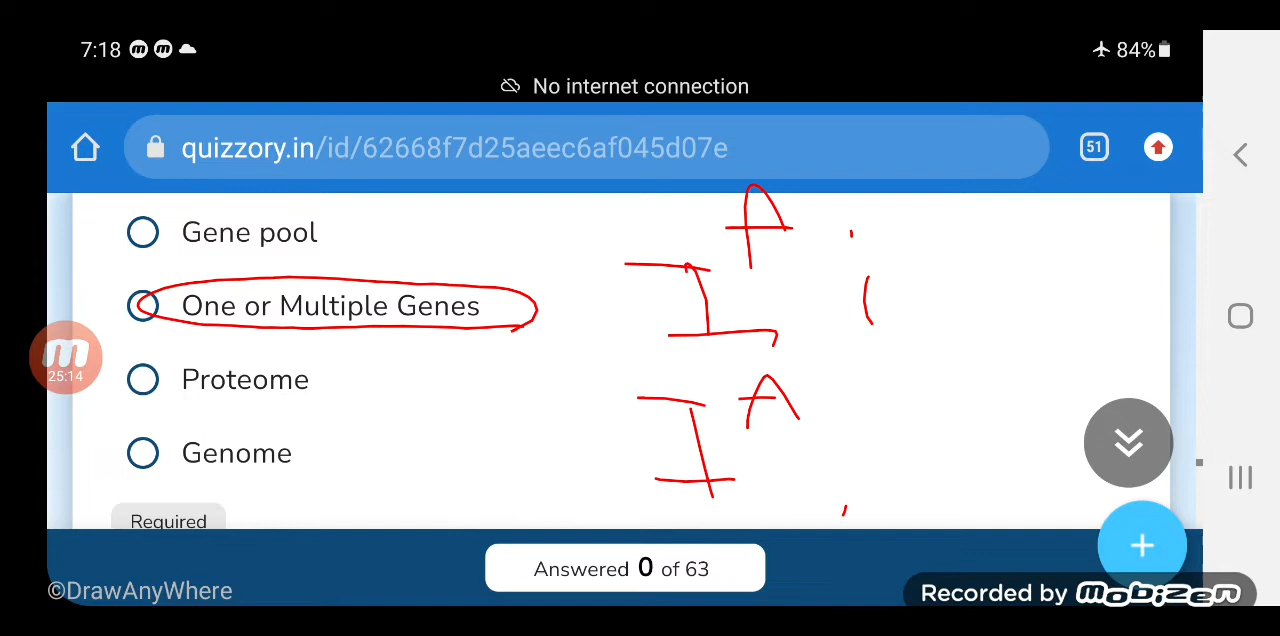 7:18
84%
No internet connection
quizzory.in/id/62668f7d25aeec6af045d07e
51
Gene pool
One or Multiple Genes
Proteome
Genome
Required
25:14
A
I
i
A
I
Answered 0 of 63
©DrawAnyWhere
Recorded by mobizen